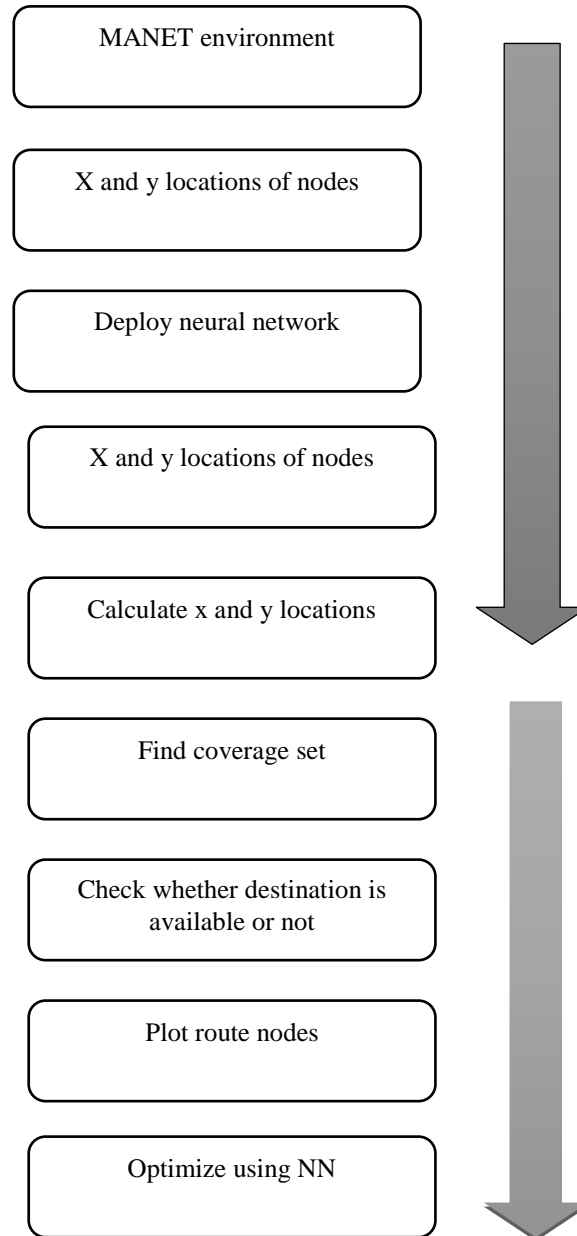 MANET environment
X and y locations of nodes
Deploy neural network
X and y locations of nodes
Calculate x and y locations
Find coverage set
Check whether destination is
available or not
Plot route nodes
Optimize using NN